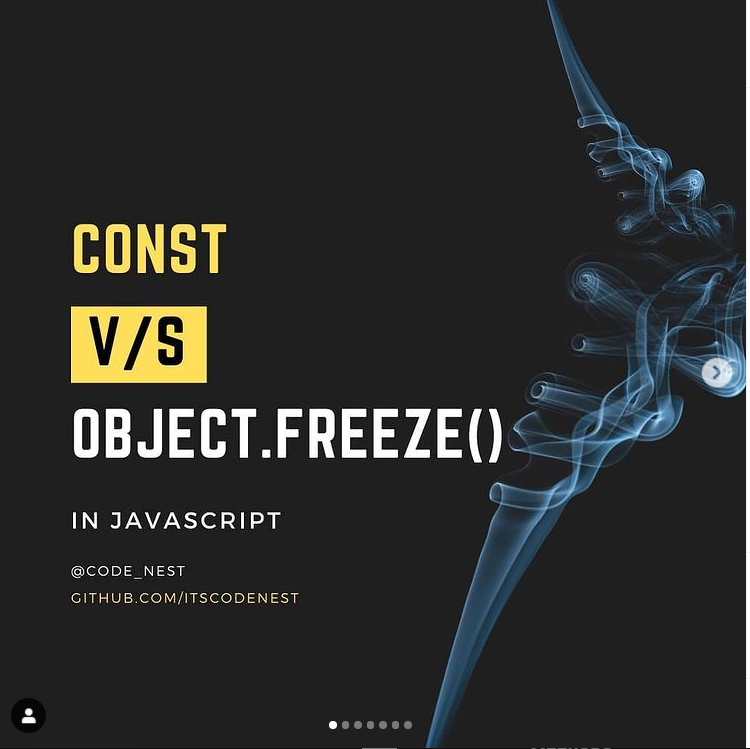 CONST
V/S
OBJECT.FREEZE()
IN JAVASCRIPT
@CODE_NEST
GITHUB.COM/ITSCODENEST